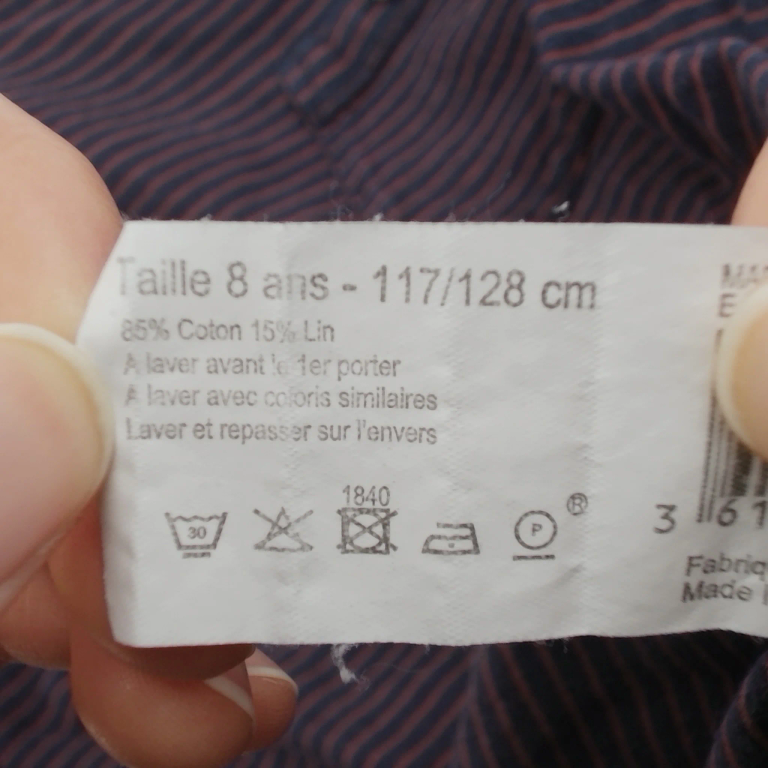 Taille 8 ans - 117/128 cm
85% Coton 15% Lin
A laver avant le 1er porter
A laver avec coloris similaires
Laver et repasser sur l'envers
1840
30
P ®
3 61
Made